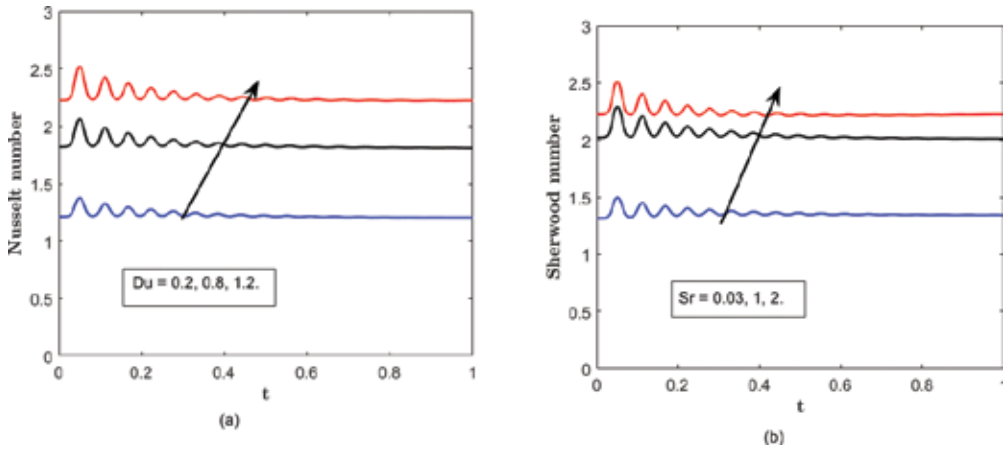 3
2.5
2
1.5
1
0.5
0
Nusselt number
Du = 0.2, 0.8, 1.2.
0 0.2 0.4 0.6 0.8 1
t
(a)
3
2.5
2
1.5
1
0.5
0
Sherwood number
Sr = 0.03, 1, 2.
0 0.2 0.4 0.6 0.8 1
t
(b)